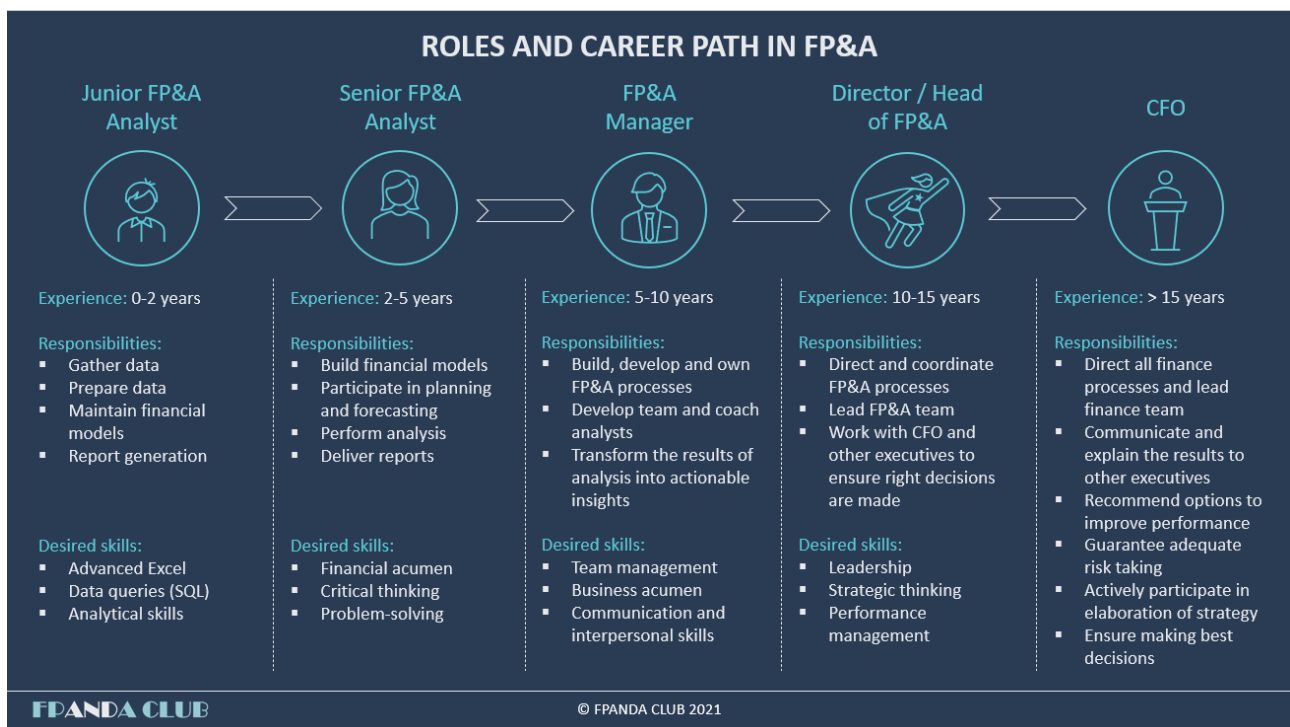 ROLES AND CAREER PATH IN FP&A
Junior FP&A
Analyst
Senior FP&A
Analyst
FP&A
Manager
Director / Head
of FP&A
CFO
Experience: 0-2 years
Responsibilities:
▪ Gather data
▪ Prepare data
▪ Maintain financial
models
▪ Report generation
Desired skills:
▪ Advanced Excel
▪ Data queries (SQL)
▪ Analytical skills
Experience: 2-5 years
Responsibilities:
▪ Build financial models
▪ Participate in planning
and forecasting
▪ Perform analysis
▪ Deliver reports
Desired skills:
▪ Financial acumen
▪ Critical thinking
▪ Problem-solving
Experience: 5-10 years
Responsibilities:
▪ Build, develop and own
FP&A processes
▪ Develop team and coach
analysts
▪ Transform the results of
analysis into actionable
insights
Desired skills:
▪ Team management
▪ Business acumen
▪ Communication and
interpersonal skills
Experience: 10-15 years
Responsibilities:
▪ Direct and coordinate
FP&A processes
▪ Lead FP&A team
▪ Work with CFO and
other executives to
ensure right decisions
are made
Desired skills:
▪ Leadership
▪ Strategic thinking
▪ Performance
management
Experience: > 15 years
Responsibilities:
▪ Direct all finance
processes and lead
finance team
▪ Communicate and
explain the results to
other executives
▪ Recommend options to
improve performance
▪ Guarantee adequate
risk taking
▪ Actively participate in
elaboration of strategy
▪ Ensure making best
decisions
FPANDA CLUB
© FPANDA CLUB 2021